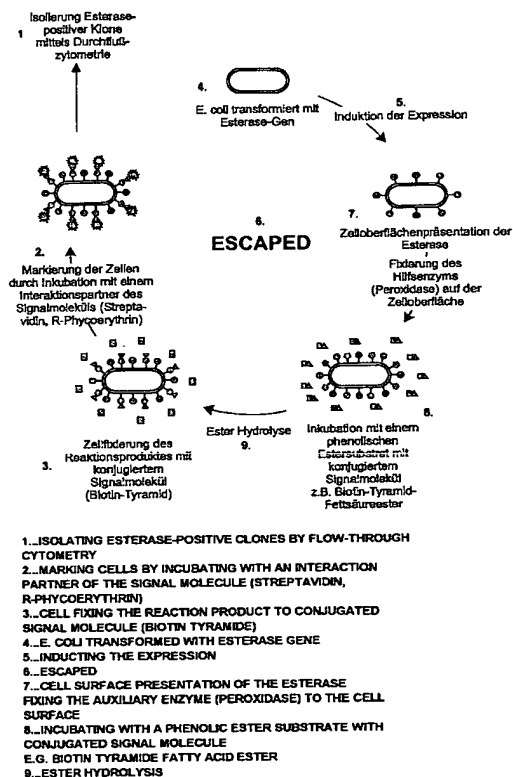 Isolierung Esterase-
positiver Klone
mittels Durchfluß-
zytometrie
1
4.
E. coli transformiert mit
Esterase-Gen
5.
Induktion der Expression
7.
Zelloberflächenpräsentation der
Esterase
Fixierung des
Hilfsenzyms
(Peroxidase) auf der
Zelloberfläche
6.
ESCAPED
2.
Markierung der Zellen
durch Inkubation mit einem
Interaktionspartner des
Signalmoleküls (Strepta-
vidin, R-Phycoerythrin)
Ester Hydrolyse
9.
8.
Inkubation mit einem
phenolischen
Estersubstrat mit
konjugiertem
Signalmolekül
z.B. Biotin-Tyramid-
Fettsäureester
3.
Zellfixierung des
Reaktionsproduktes mit
konjugiertem
Signalmolekül
(Biotin-Tyramid)
1...ISOLATING ESTERASE-POSITIVE CLONES BY FLOW-THROUGH
CYTOMETRY
2...MARKING CELLS BY INCUBATING WITH AN INTERACTION
PARTNER OF THE SIGNAL MOLECULE (STREPTAVIDIN,
R-PHYCOERYTHRIN)
3...CELL FIXING THE REACTION PRODUCT TO CONJUGATED
SIGNAL MOLECULE (BIOTIN TYRAMIDE)
4...E. COLI TRANSFORMED WITH ESTERASE GENE
5...INDUCTING THE EXPRESSION
6...ESCAPED
7...CELL SURFACE PRESENTATION OF THE ESTERASE
FIXING THE AUXILIARY ENZYME (PEROXIDASE) TO THE CELL
SURFACE
8...INCUBATING WITH A PHENOLIC ESTER SUBSTRATE WITH
CONJUGATED SIGNAL MOLECULE
E.G. BIOTIN TYRAMIDE FATTY ACID ESTER
9...ESTER HYDROLYSIS